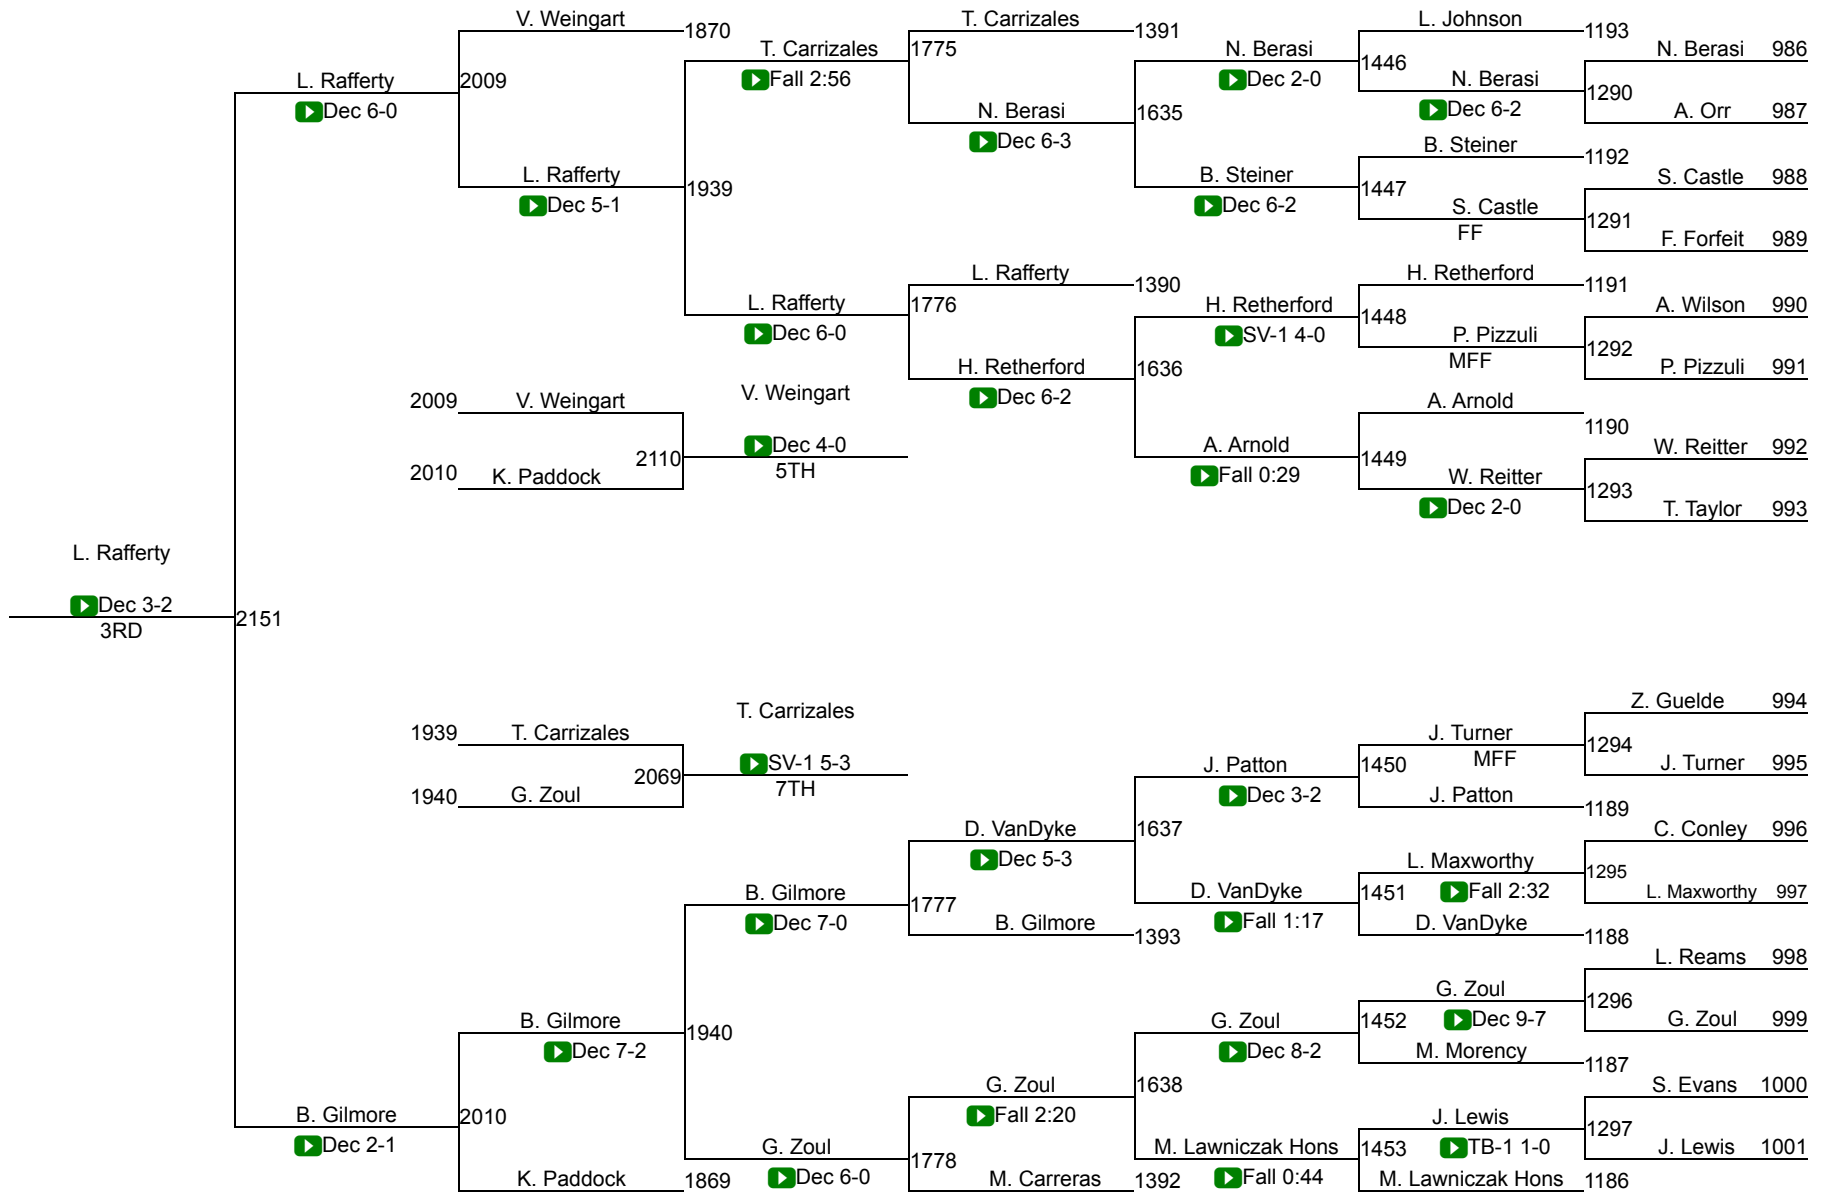 V. Weingart
1870
T. Carrizales
1391
L. Johnson
1193
T. Carrizales
Fall 2:56
1775
N. Berasi
Dec 2-0
1446
N. Berasi 986
L. Rafferty
Dec 6-0
2009
N. Berasi
Dec 6-2
1290
N. Berasi
Dec 6-3
1635
A. Orr 987
B. Steiner
1192
L. Rafferty
Dec 5-1
1939
B. Steiner
Dec 6-2
1447
S. Castle 988
S. Castle
FF
1291
F. Forfeit 989
L. Rafferty
1390
H. Retherford
1191
L. Rafferty
Dec 6-0
1776
H. Retherford
SV-1 4-0
1448
A. Wilson 990
P. Pizzuli
MFF
1292
H. Retherford
Dec 6-2
1636
P. Pizzuli 991
2009 V. Weingart
V. Weingart
A. Arnold
1190
2110
Dec 4-0
5TH
A. Arnold
Fall 0:29
1449
W. Reitter 992
2010 K. Paddock
W. Reitter
Dec 2-0
1293
T. Taylor 993
L. Rafferty
Dec 3-2
3RD
2151
Z. Guelde 994
T. Carrizales
1939 T. Carrizales
J. Turner
MFF
1294
2069
SV-1 5-3
7TH
J. Patton
Dec 3-2
1450
J. Turner 995
1940 G. Zoul
J. Patton
1189
D. VanDyke
Dec 5-3
1637
C. Conley 996
L. Maxworthy
Fall 2:32
1295
B. Gilmore
Dec 7-0
1777
D. VanDyke
Fall 1:17
1451
L. Maxworthy 997
B. Gilmore
1393
D. VanDyke
1188
L. Reams 998
G. Zoul
Dec 9-7
1296
B. Gilmore
Dec 7-2
1940
G. Zoul
Dec 8-2
1452
G. Zoul 999
M. Morency
1187
G. Zoul
Fall 2:20
1638
S. Evans 1000
B. Gilmore
Dec 2-1
2010
J. Lewis
TB-1 1-0
1297
G. Zoul
Dec 6-0
1778
M. Lawniczak Hons
Fall 0:44
1453
J. Lewis 1001
K. Paddock
1869
M. Carreras
1392
M. Lawniczak Hons
1186